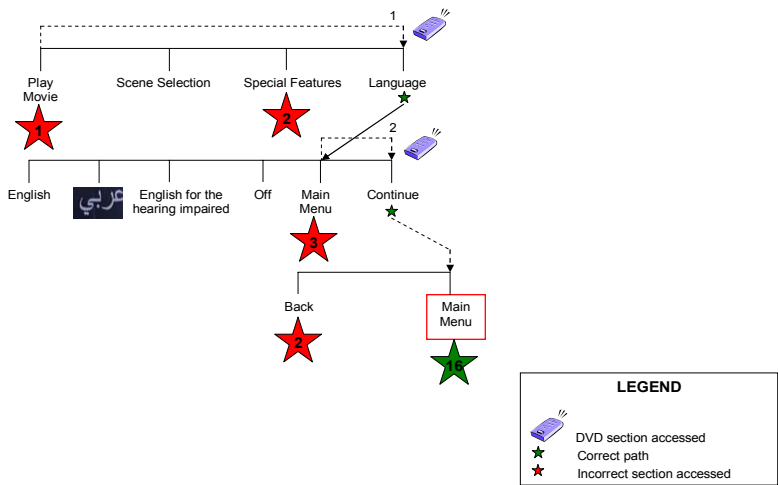 1
Play
Movie
Scene Selection
Special Features
Language
1
2
2
English
عربي
English for the
hearing impaired
Off
Main
Menu
Continue
3
Back
Main
Menu
2
16
LEGEND
DVD section accessed
Correct path
Incorrect section accessed